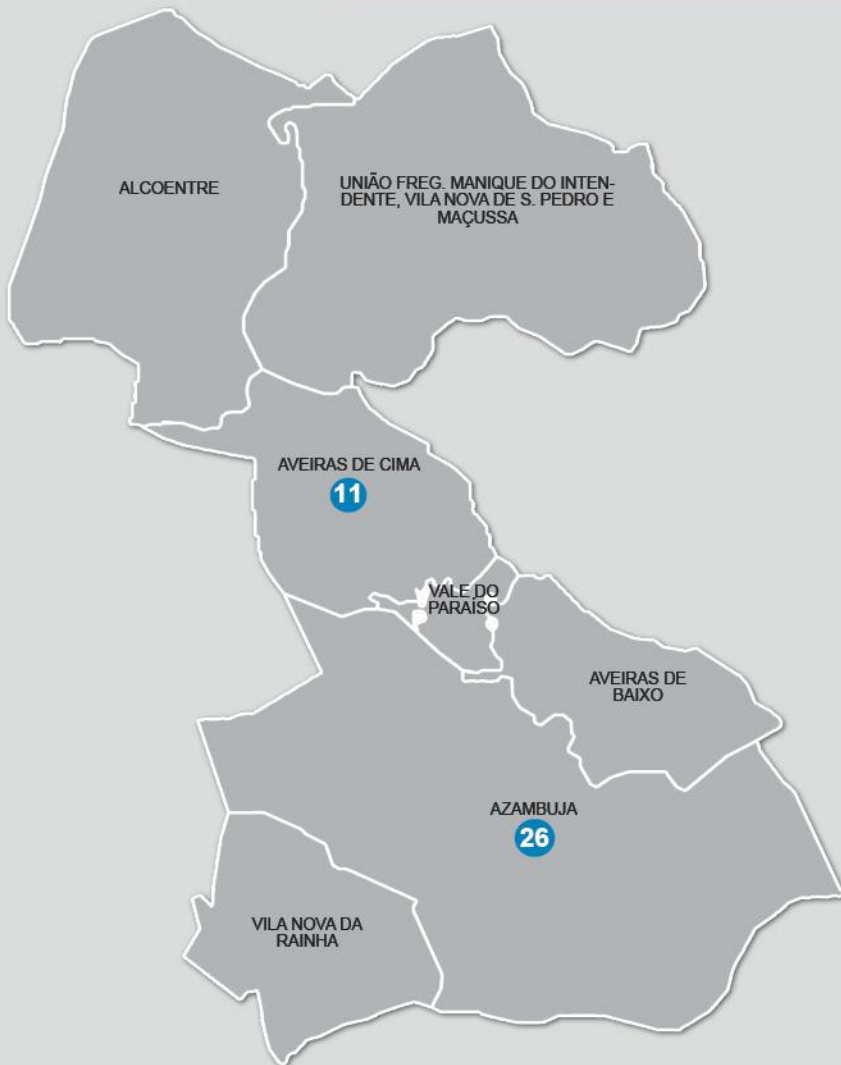 ALCOENTRE
UNIÃO FREG. MANIQUE DO INTEN-
DENTE, VILA NOVA DE S. PEDRO E
MAÇUSSA
AVEIRAS DE CIMA
11
VALE DO
PARAÍSO
AVEIRAS DE
BAIXO
AZAMBUJA
26
VILA NOVA DA
RAINHA